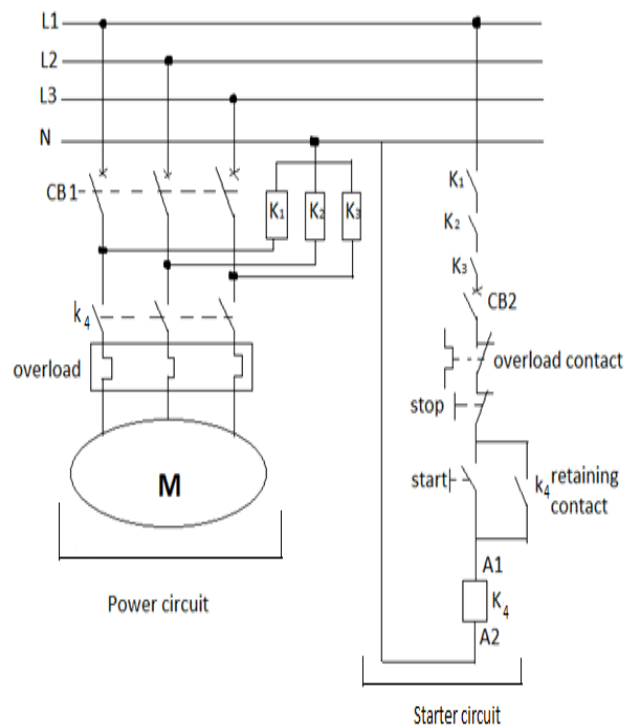 L1
L2
L3
N
CB1
K₁
K₂
K₃
K₁
K₂
K₃
CB2
k₄
overload
overload contact
stop
M
start
k₄ retaining
contact
A1
K₄
A2
Power circuit
Starter circuit